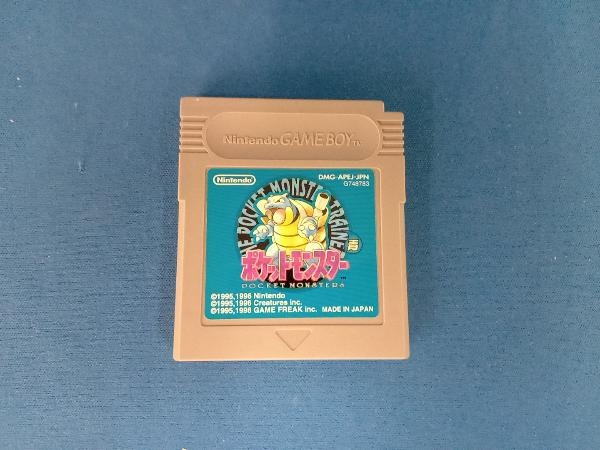 Nintendo GAME BOY TM
Nintendo
DMG-APEJ-JPN
G748783
THE POCKET MONSTER TRAINER
ポケットモンスター
POCKET MONSTERS
©1995,1996 Nintendo
©1995,1996 Creatures inc.
©1995,1996 GAME FREAK inc. MADE IN JAPAN